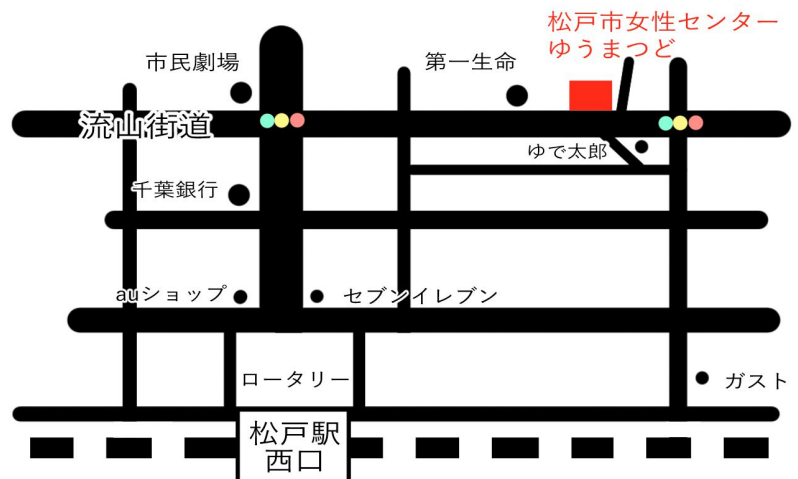 松戸市女性センター
ゆうまつど
市民劇場
第一生命
流山街道
ゆで太郎
千葉銀行
auショップ
セブンイレブン
ロータリー
ガスト
松戸駅
西口